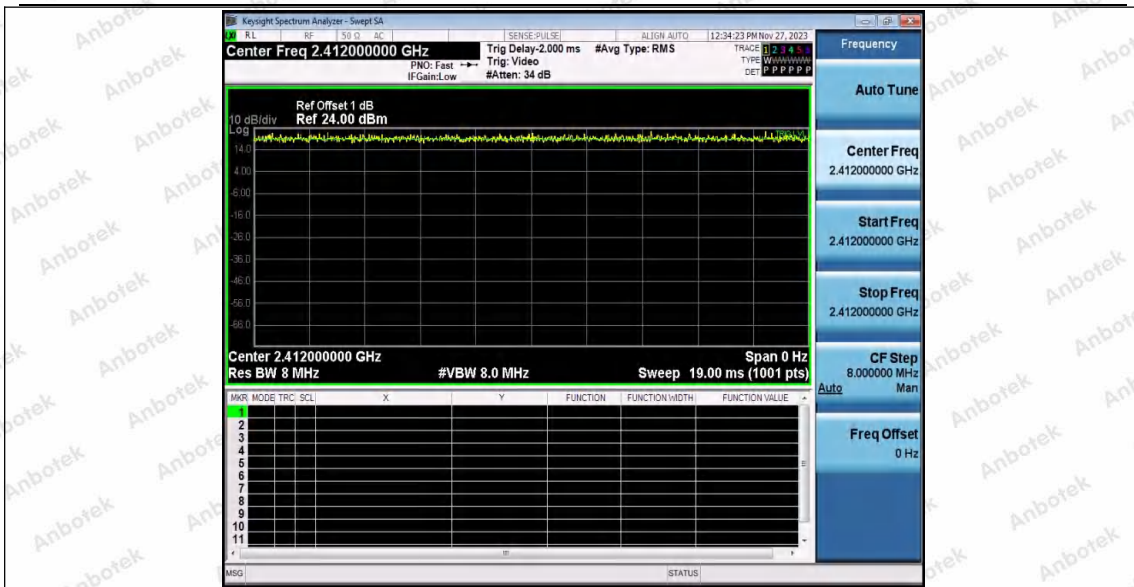 Keysight Spectrum Analyzer - Swept SA
LXI RL RF 50 Ω AC SENSE:PULSE ALIGN AUTO 12:34:23 PM Nov 27, 2023
Center Freq 2.412000000 GHz Trig Delay-2.000 ms #Avg Type: RMS TRACE 1 2 3 4 5 6
PNO: Fast Trig: Video TYPE WWWWWW
IFGain:Low #Atten: 34 dB DET P P P P P P
Ref Offset 1 dB
10 dB/div Ref 24.00 dBm
Log
TRIG LVL
14.0
4.00
-6.00
-16.0
-26.0
-36.0
-46.0
-56.0
-66.0
Center 2.412000000 GHz Span 0 Hz
Res BW 8 MHz #VBW 8.0 MHz Sweep 19.00 ms (1001 pts)
MKR MODE TRC SCL X Y FUNCTION FUNCTION WIDTH FUNCTION VALUE
1
2
3
4
5
6
7
8
9
10
11
MSG STATUS
Frequency
Auto Tune
Center Freq
2.412000000 GHz
Start Freq
2.412000000 GHz
Stop Freq
2.412000000 GHz
CF Step
8.000000 MHz
Auto Man
Freq Offset
0 Hz
Anbotek